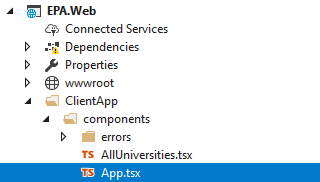 EPA.Web
Connected Services
Dependencies
Properties
wwwroot
ClientApp
components
errors
TS AllUniversities.tsx
TS App.tsx